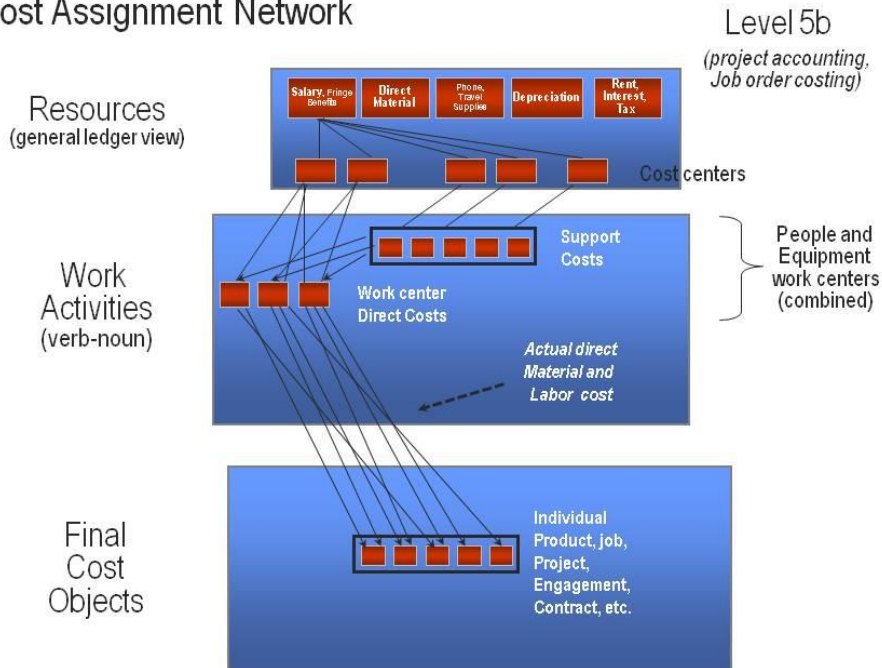 ost Assignment Network
Level 5b
(project accounting,
Job order costing)
Resources
(general ledger view)
Salary, Fringe
Benefits
Direct
Material
Phone,
Travel
Supplies
Depreciation
Rent,
Interest,
Tax
Cost centers
Work
Activities
(verb-noun)
Support
Costs
Work center
Direct Costs
People and
Equipment
work centers
(combined)
Actual direct
Material and
Labor cost
Final
Cost
Objects
Individual
Product, job,
Project,
Engagement,
Contract, etc.